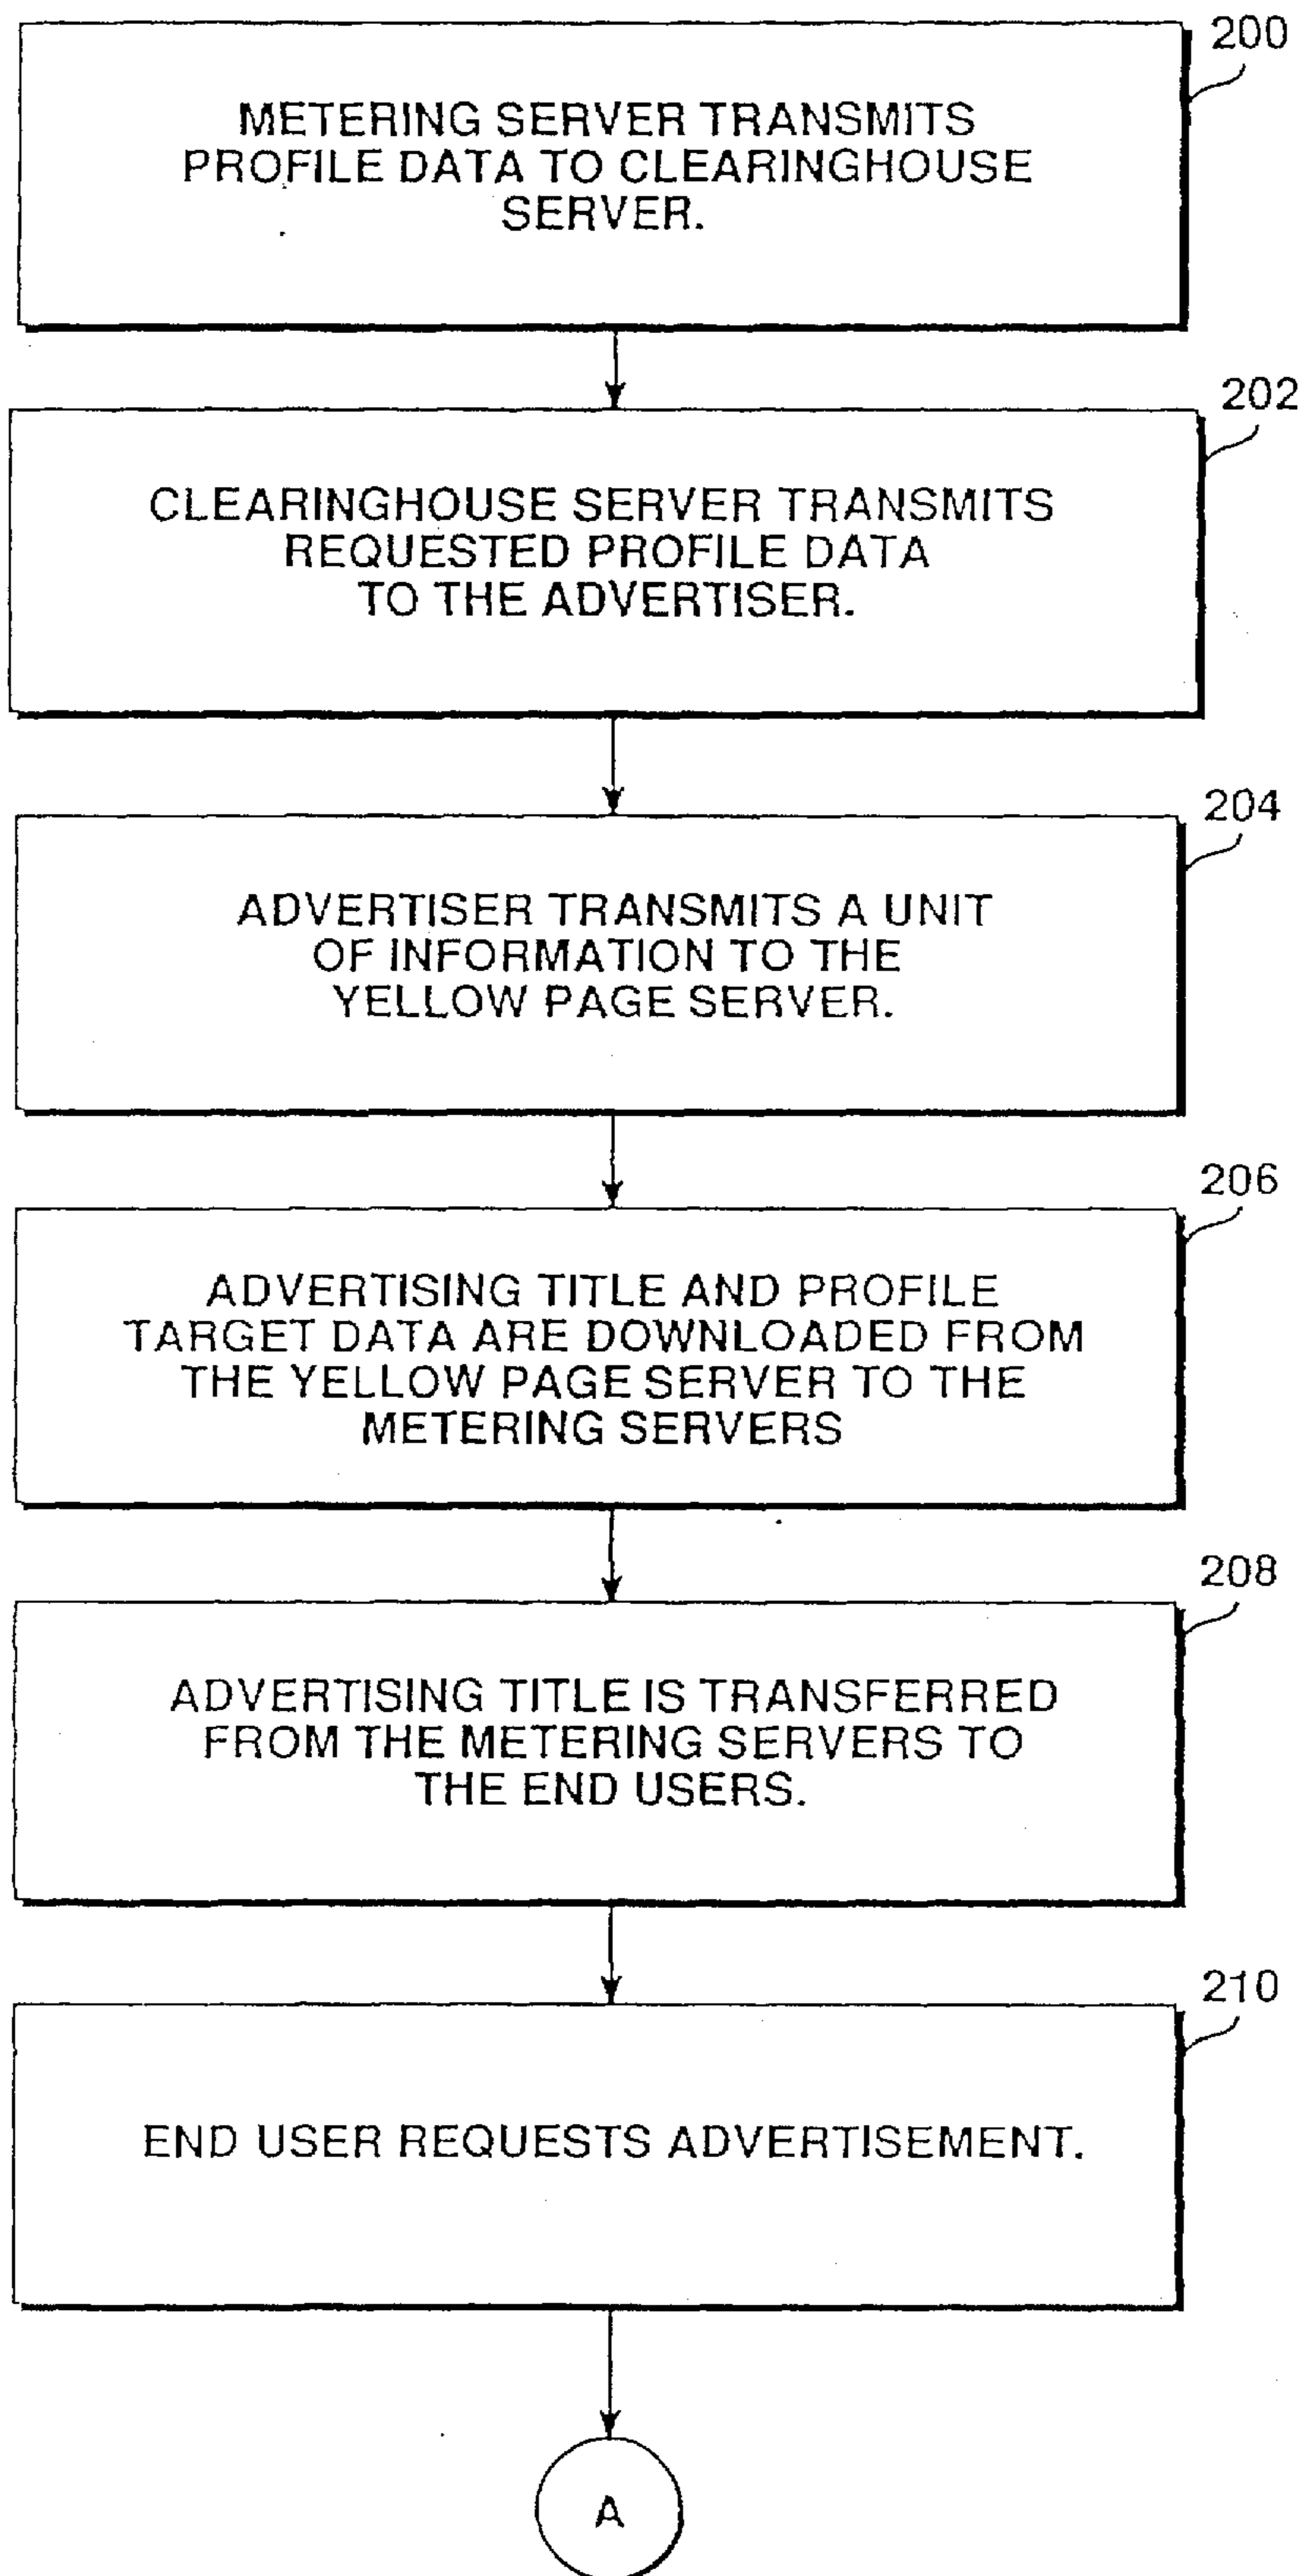 200
METERING SERVER TRANSMITS
PROFILE DATA TO CLEARINGHOUSE
SERVER.
202
CLEARINGHOUSE SERVER TRANSMITS
REQUESTED PROFILE DATA
TO THE ADVERTISER.
204
ADVERTISER TRANSMITS A UNIT
OF INFORMATION TO THE
YELLOW PAGE SERVER.
206
ADVERTISING TITLE AND PROFILE
TARGET DATA ARE DOWNLOADED FROM
THE YELLOW PAGE SERVER TO THE
METERING SERVERS
208
ADVERTISING TITLE IS TRANSFERRED
FROM THE METERING SERVERS TO
THE END USERS.
210
END USER REQUESTS ADVERTISEMENT.
A